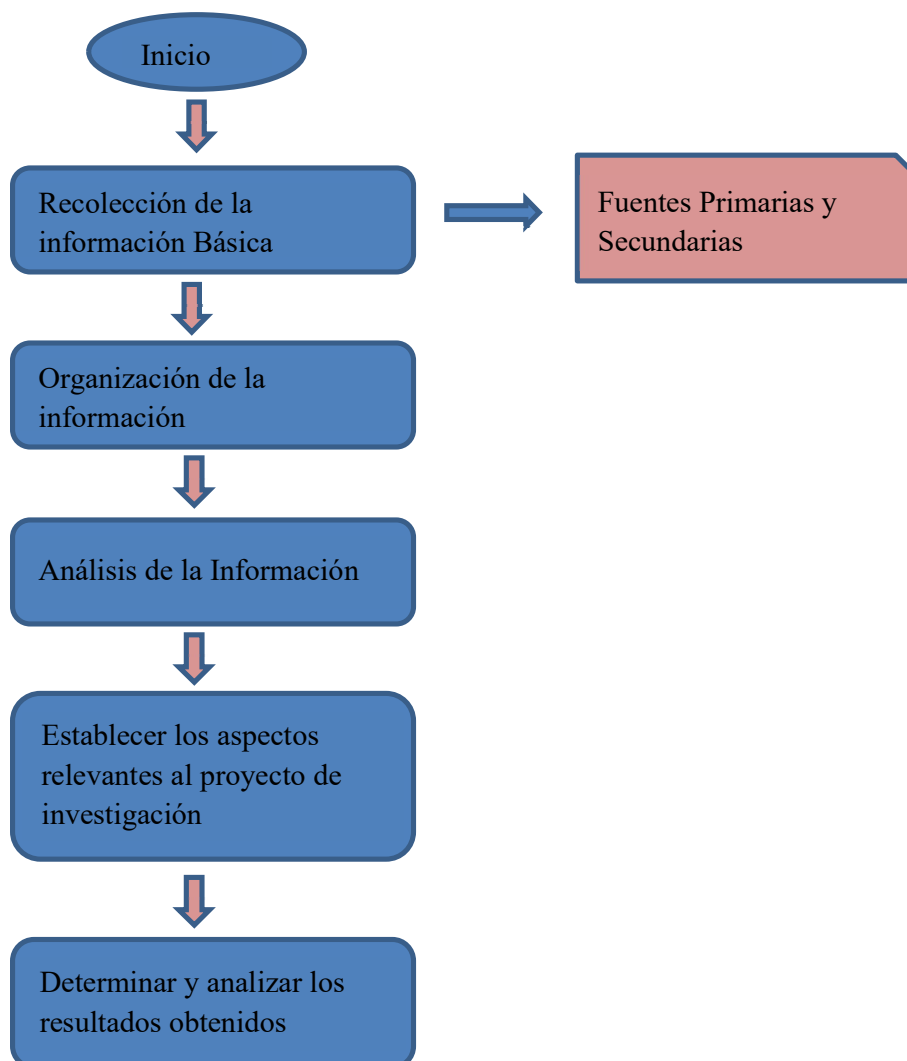 Inicio
Recolección de la
información Básica
Fuentes Primarias y
Secundarias
Organización de la
información
Análisis de la Información
Establecer los aspectos
relevantes al proyecto de
investigación
Determinar y analizar los
resultados obtenidos